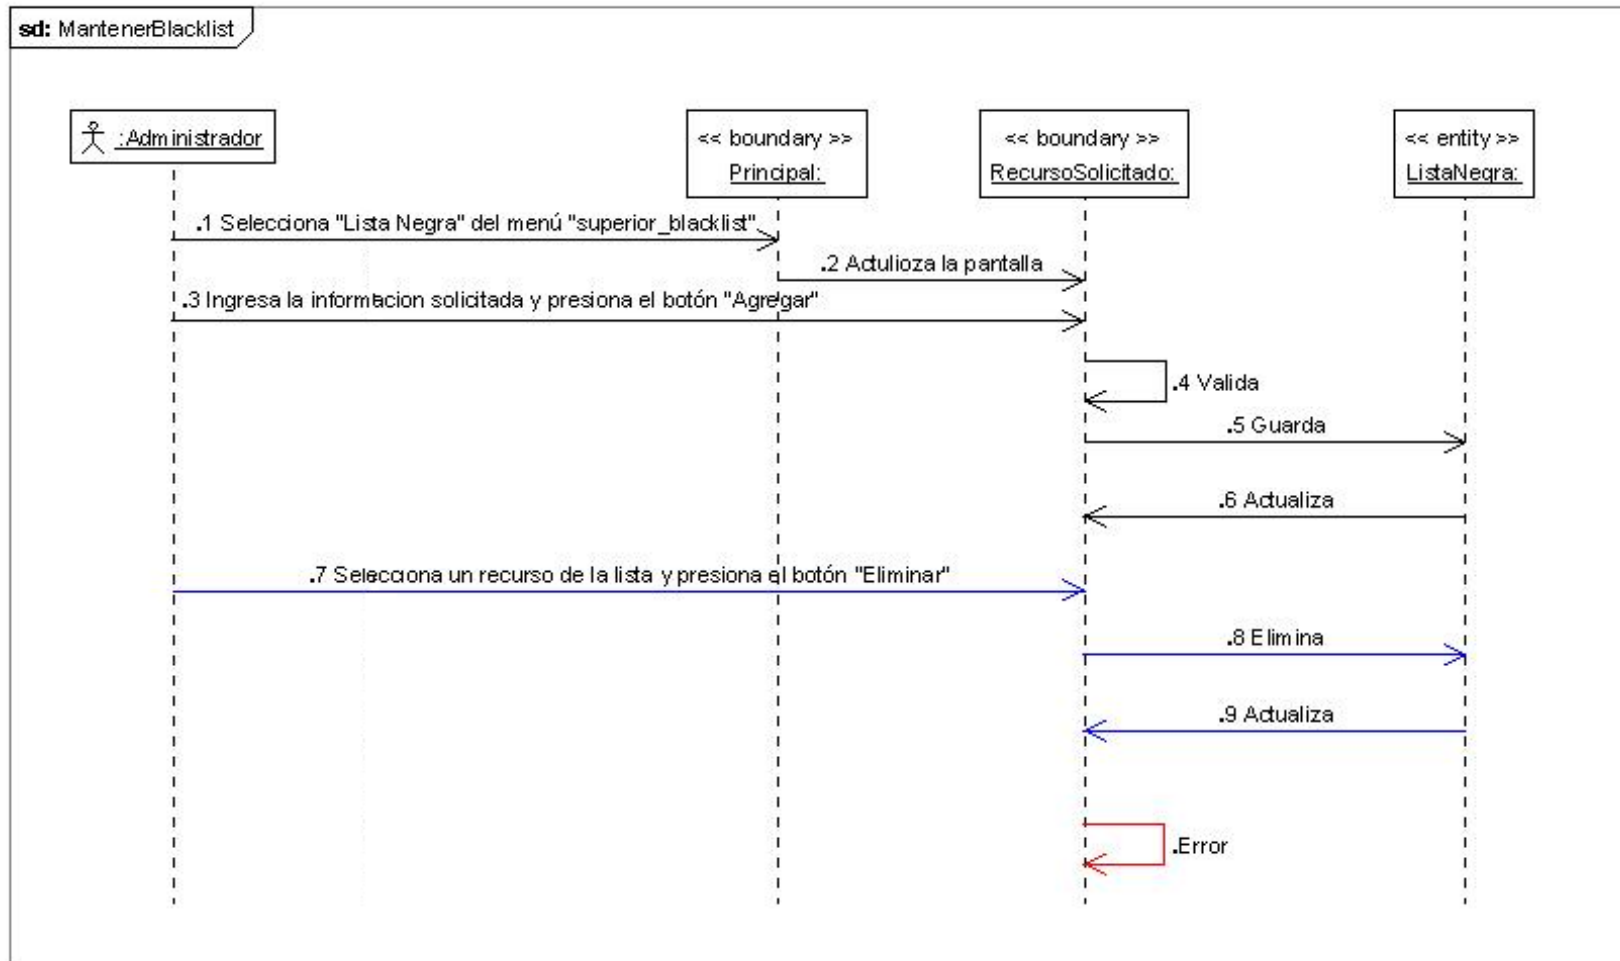 sd: MantenerBlacklist
:Administrador
<< boundary >>
Principal:
<< boundary >>
RecursoSolicitado:
<< entity >>
ListaNegra:
.1 Selecciona "Lista Negra" del menú "superior_blacklist"
.2 Actulioza la pantalla
.3 Ingresa la informacion solicitada y presiona el botón "Agregar"
.4 Valida
.5 Guarda
.6 Actualiza
.7 Selecciona un recurso de la lista y presiona el botón "Eliminar"
.8 Elimina
.9 Actualiza
.Error